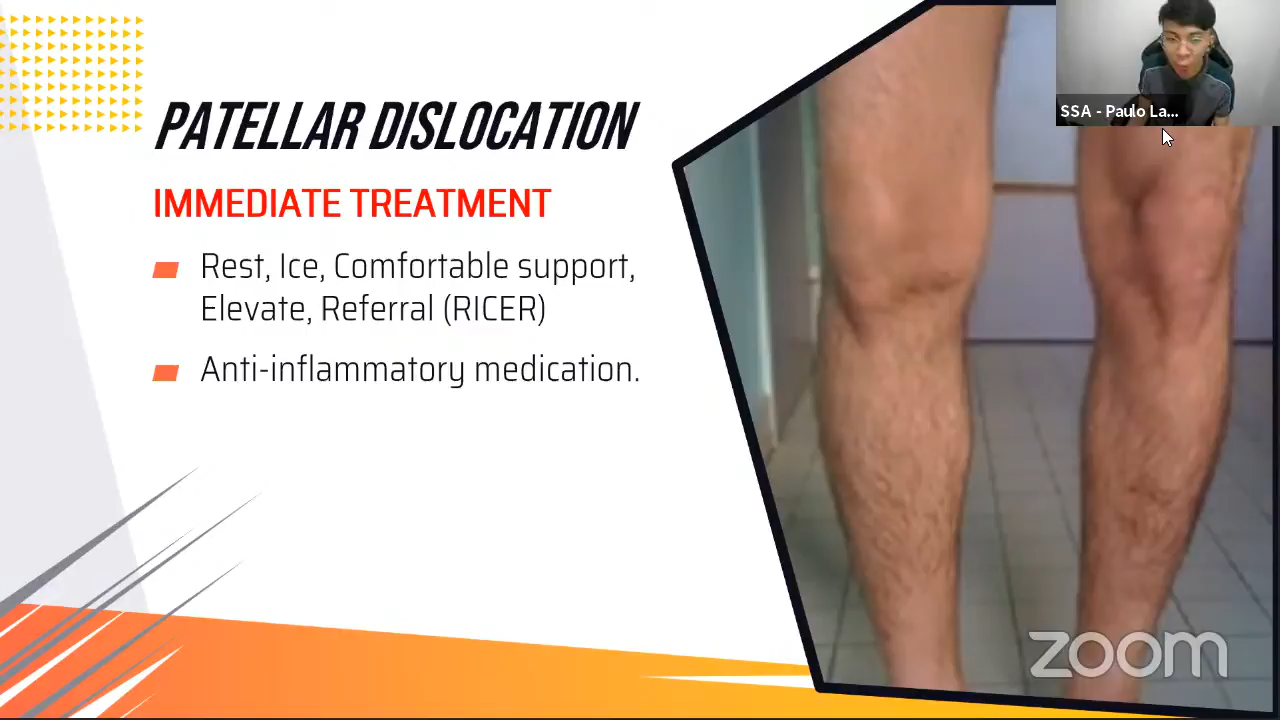 PATELLAR DISLOCATION
IMMEDIATE TREATMENT
Rest, Ice, Comfortable support,
Elevate, Referral (RICER)
Anti-inflammatory medication.
SSA - Paulo La...
zoom